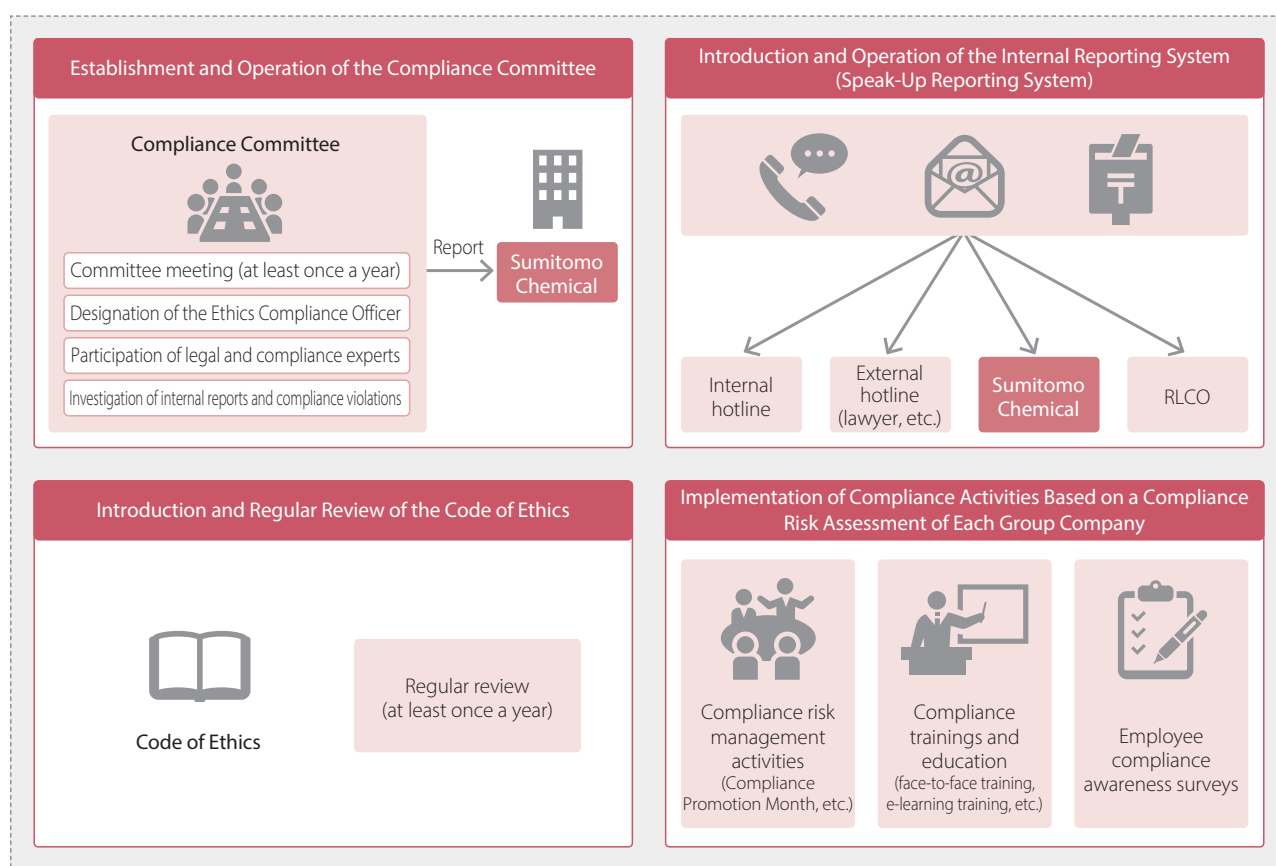 Establishment and Operation of the Compliance Committee
Compliance Committee
Committee meeting (at least once a year)
Designation of the Ethics Compliance Officer
Participation of legal and compliance experts
Investigation of internal reports and compliance violations
Report
Sumitomo
Chemical
Introduction and Operation of the Internal Reporting System
(Speak-Up Reporting System)
@
〒
Internal
hotline
External
hotline
(lawyer, etc.)
Sumitomo
Chemical
RLCO
Introduction and Regular Review of the Code of Ethics
Code of Ethics
Regular review
(at least once a year)
Implementation of Compliance Activities Based on a Compliance
Risk Assessment of Each Group Company
Compliance risk
management
activities
(Compliance
Promotion Month, etc.)
Compliance
trainings and
education
(face-to-face training,
e-learning training, etc.)
Employee
compliance
awareness surveys